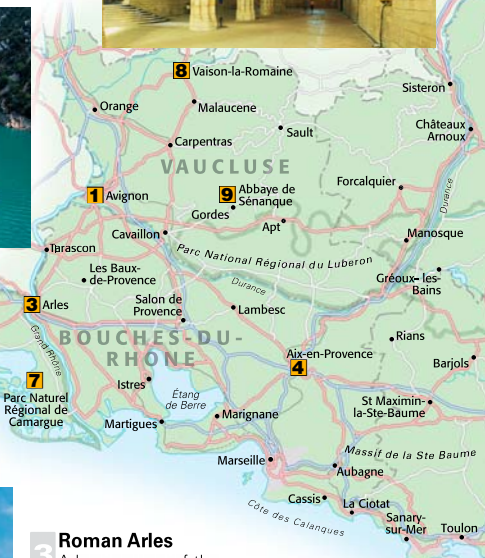 8 Vaison-la-Romaine
Sisteron
Orange
Malaucene
Sault
Châteaux
Arnoux
Carpentras
VAUCLUSE
Forcalquier
Durance
1 Avignon
9 Abbaye de
Sénanque
Gordes
Apt
Cavaillon
Manosque
Tarascon
Parc National Régional du Luberon
Les Baux-
de-Provence
Gréoux-les-
Bains
Durance
3 Arles
Salon de
Provence
Lambesc
Grand Rhône
BOUCHES-DU-
RHÔNE
Rians
Aix-en-Provence
4
Barjols
7
Parc Naturel
Régional de
Camargue
Istres
Étang
de Berre
St Maximin-
la-Ste-Baume
Martigues
Marignane
Massif de la Ste Baume
Marseille
Aubagne
Cassis
La Ciotat
Côte des Calanques
Sanary-
sur-Mer
Toulon
3 Roman Arles